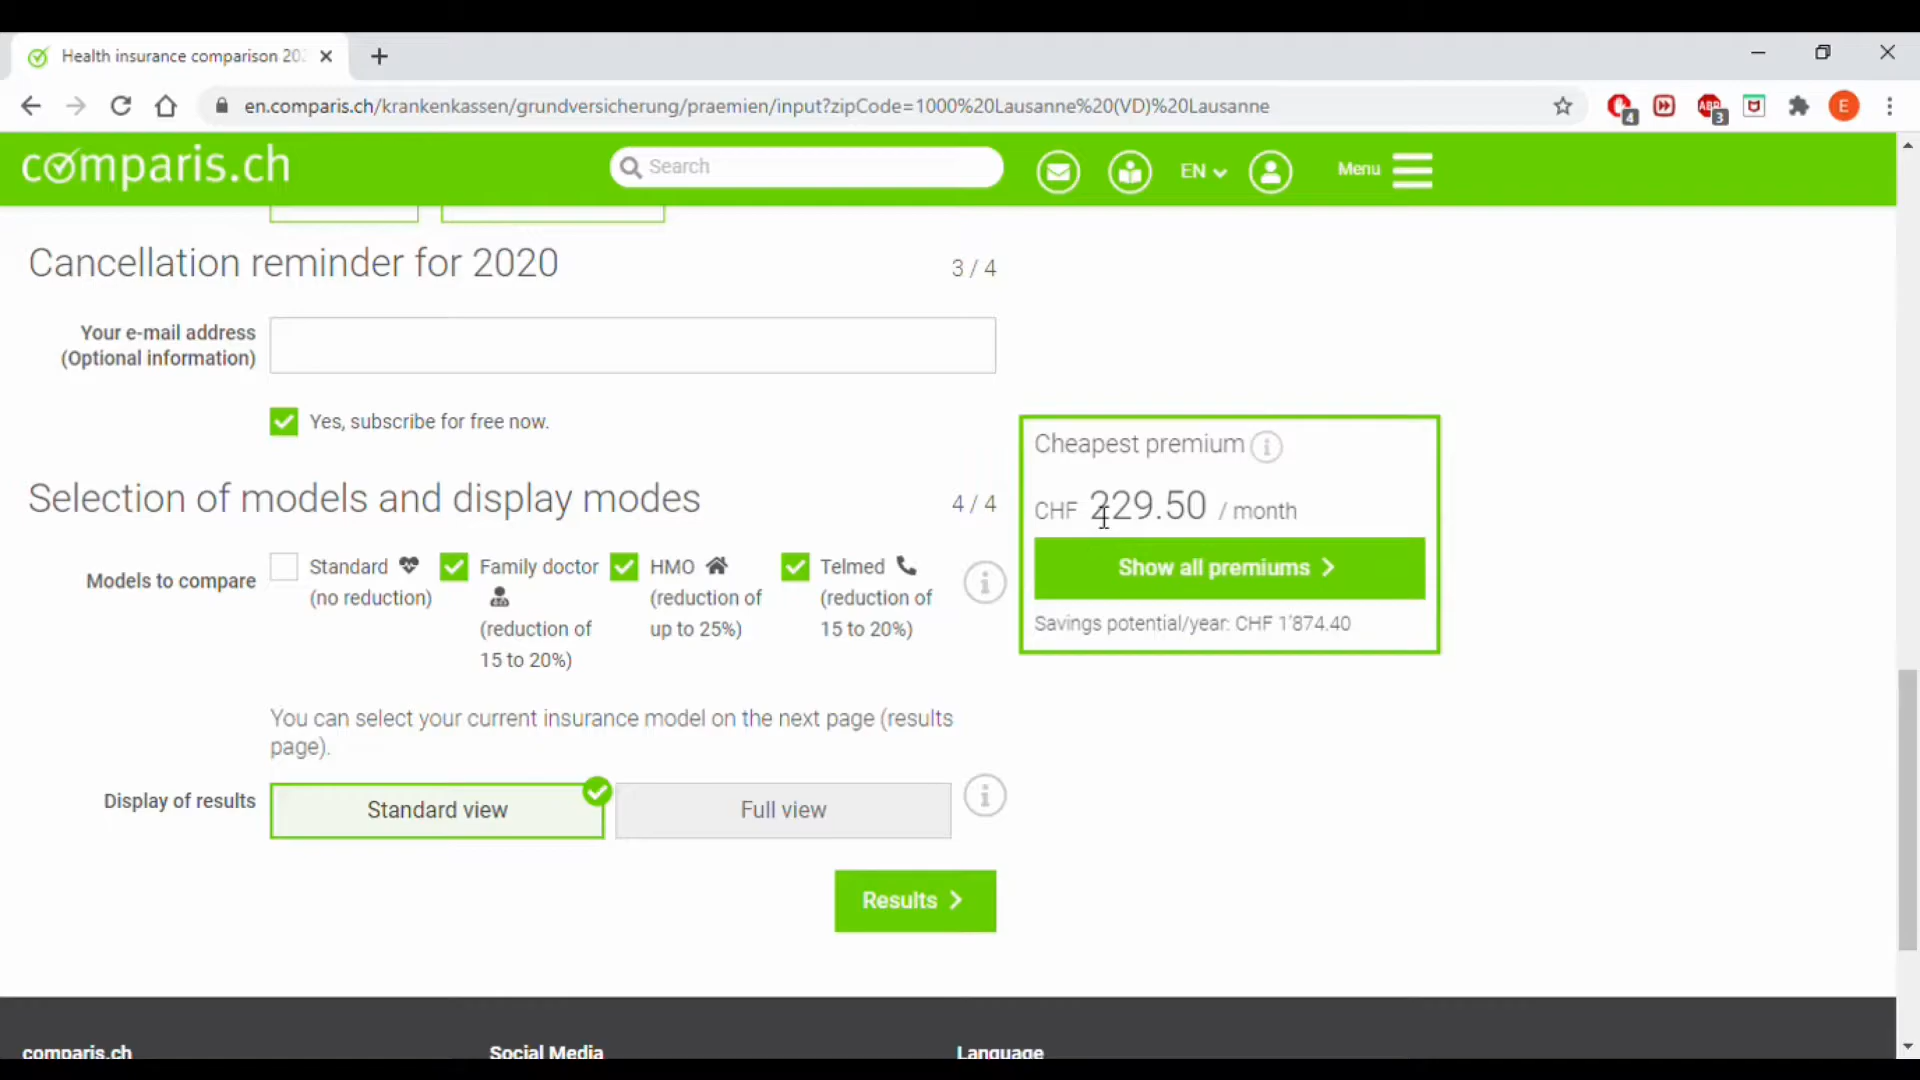 Health insurance comparison 20
en.comparis.ch/krankenkassen/grundversicherung/praemien/input?zipCode=1000%20Lausanne%20(VD)%20Lausanne
4
ABP
3
E
comparis.ch
Search
EN
Menu
Cancellation reminder for 2020
3 / 4
Your e-mail address
(Optional information)
Yes, subscribe for free now.
Cheapest premium i
CHF 229.50 / month
Show all premiums
Savings potential/year: CHF 1'874.40
Selection of models and display modes
4 / 4
Models to compare
Standard
(no reduction)
Family doctor
(reduction of
15 to 20%)
HMO
(reduction of
up to 25%)
Telmed
(reduction of
15 to 20%)
i
You can select your current insurance model on the next page (results
page).
Display of results
Standard view
Full view
i
Results
comparis.ch
Social Media
Language